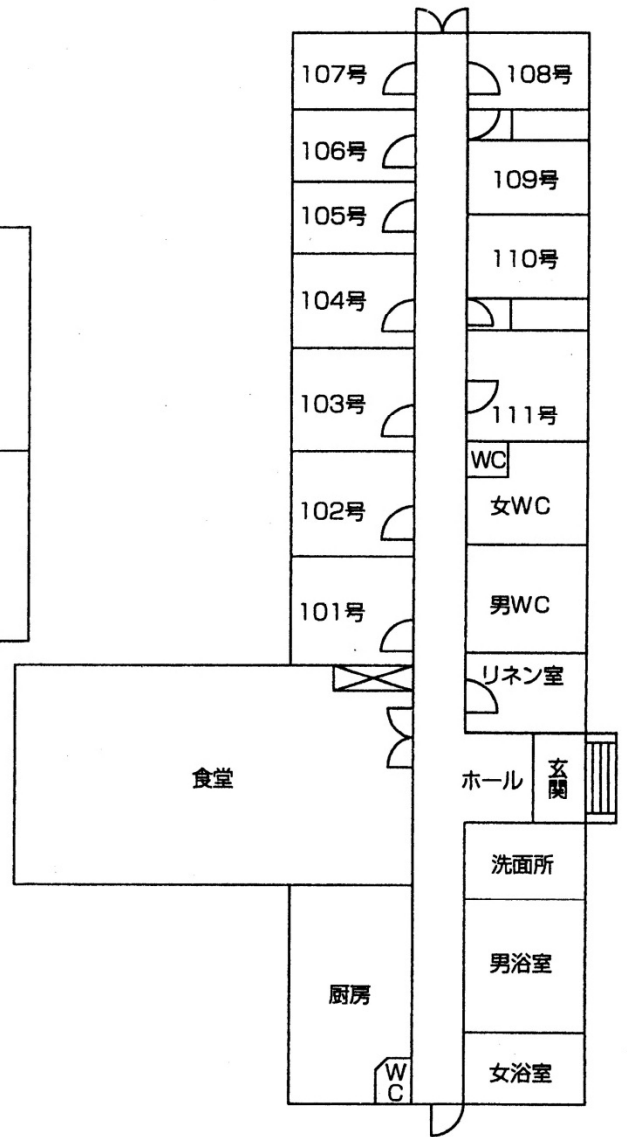 107号
108号
106号
109号
105号
110号
104号
103号
111号
WC
102号
女WC
101号
男WC
リネン室
食堂
ホール
玄関
洗面所
厨房
男浴室
WC
女浴室